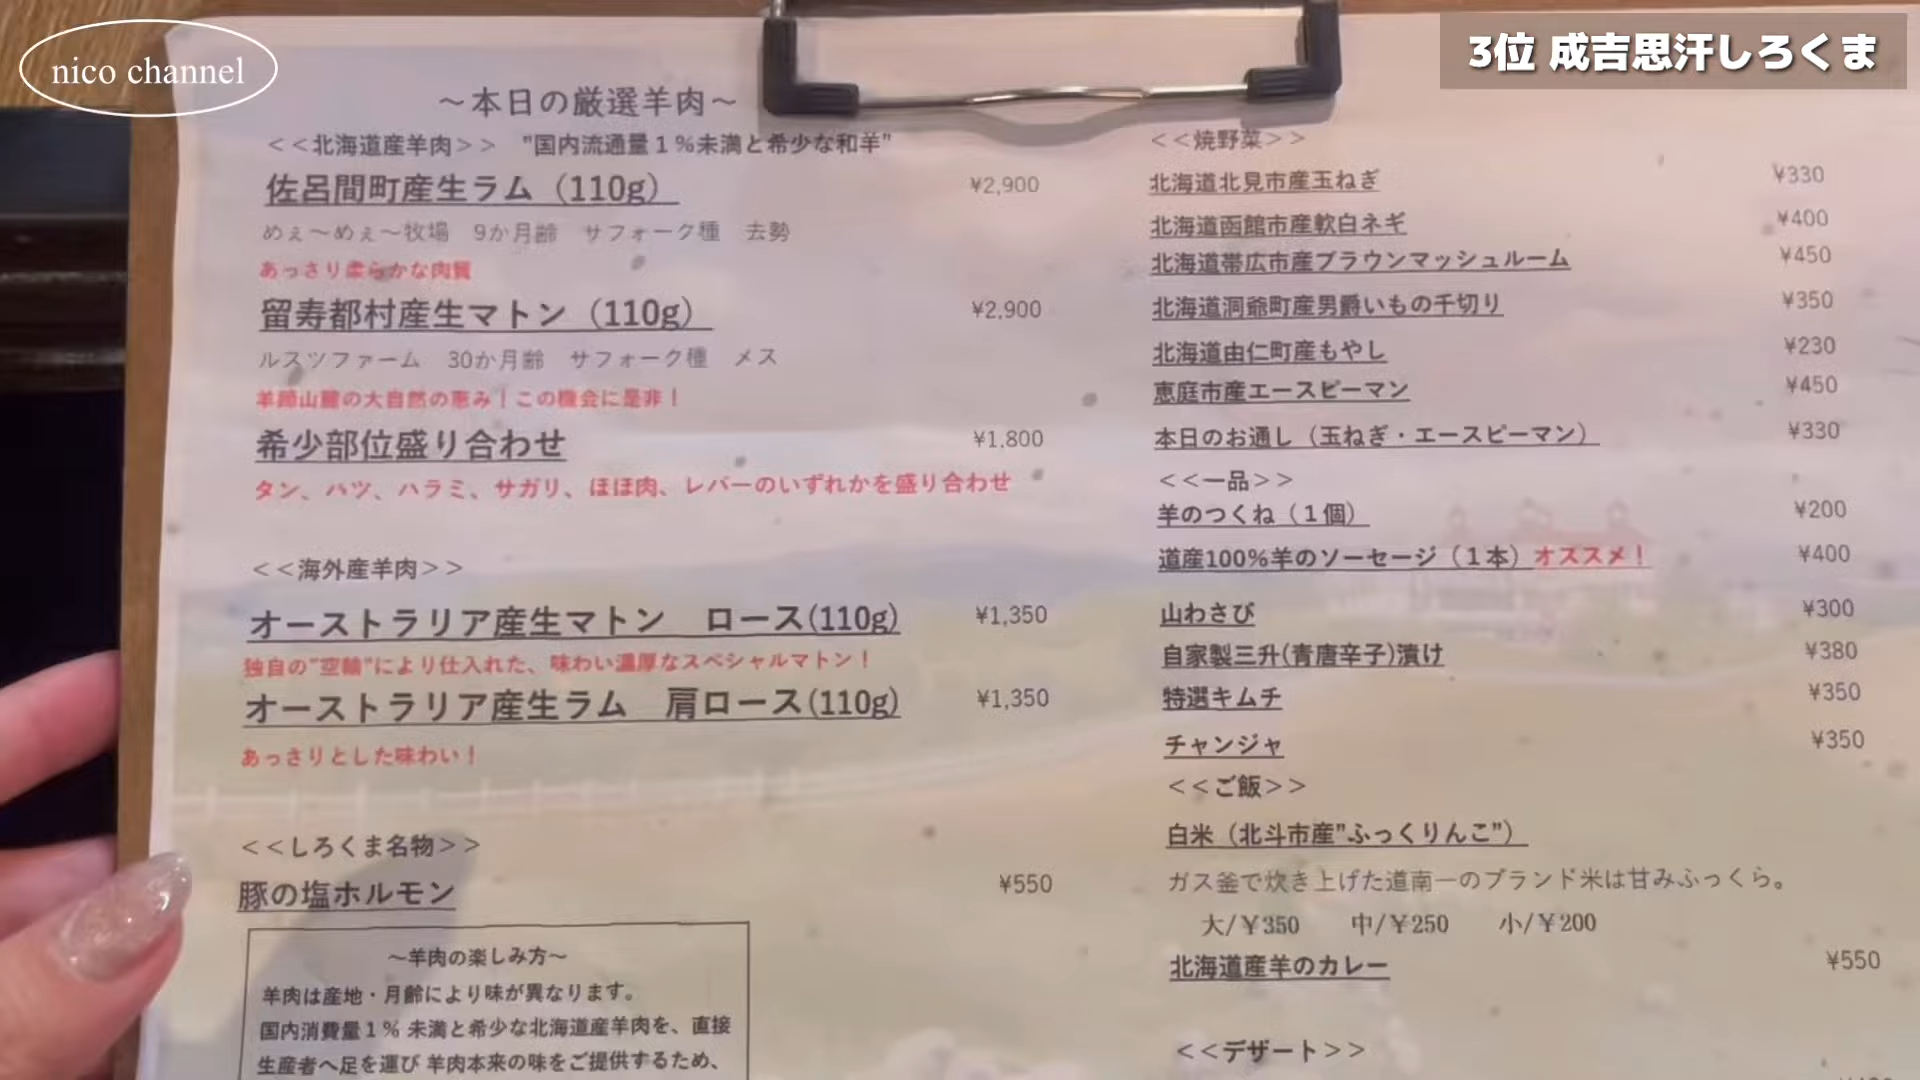 nico channel
3位 成吉思汗しろくま
～本日の厳選羊肉～
＜＜北海道産羊肉＞＞ "国内流通量１％未満と希少な和羊"
佐呂間町産生ラム（110g） ¥2,900
めぇ～めぇ～牧場 9か月齢 サフォーク種 去勢
あっさり柔らかな肉質
留寿都村産生マトン（110g） ¥2,900
ルスツファーム 30か月齢 サフォーク種 メス
羊蹄山麓の大自然の恵み！この機会に是非！
希少部位盛り合わせ ¥1,800
タン、ハツ、ハラミ、サガリ、ほほ肉、レバーのいずれかを盛り合わせ
＜＜海外産羊肉＞＞
オーストラリア産生マトン ロース(110g) ¥1,350
独自の"空輸"により仕入れた、味わい濃厚なスペシャルマトン！
オーストラリア産生ラム 肩ロース(110g) ¥1,350
あっさりとした味わい！
＜＜しろくま名物＞＞
豚の塩ホルモン ¥550
～羊肉の楽しみ方～
羊肉は産地・月齢により味が異なります。
国内消費量１％ 未満と希少な北海道産羊肉を、直接
生産者へ足を運び 羊肉本来の味をご提供するため、
＜＜焼野菜＞＞
北海道北見市産玉ねぎ ¥330
北海道函館市産軟白ネギ ¥400
北海道帯広市産ブラウンマッシュルーム ¥450
北海道洞爺町産男爵いもの千切り ¥350
北海道由仁町産もやし ¥230
恵庭市産エースピーマン ¥450
本日のお通し（玉ねぎ・エースピーマン） ¥330
＜＜一品＞＞
羊のつくね（１個） ¥200
道産100%羊のソーセージ（１本）オススメ！ ¥400
山わさび ¥300
自家製三升(青唐辛子)漬け ¥380
特選キムチ ¥350
チャンジャ ¥350
＜＜ご飯＞＞
白米（北斗市産"ふっくりんこ"）
ガス釜で炊き上げた道南一のブランド米は甘みふっくら。
大/¥350 中/¥250 小/¥200
北海道産羊のカレー ¥550
＜＜デザート＞＞